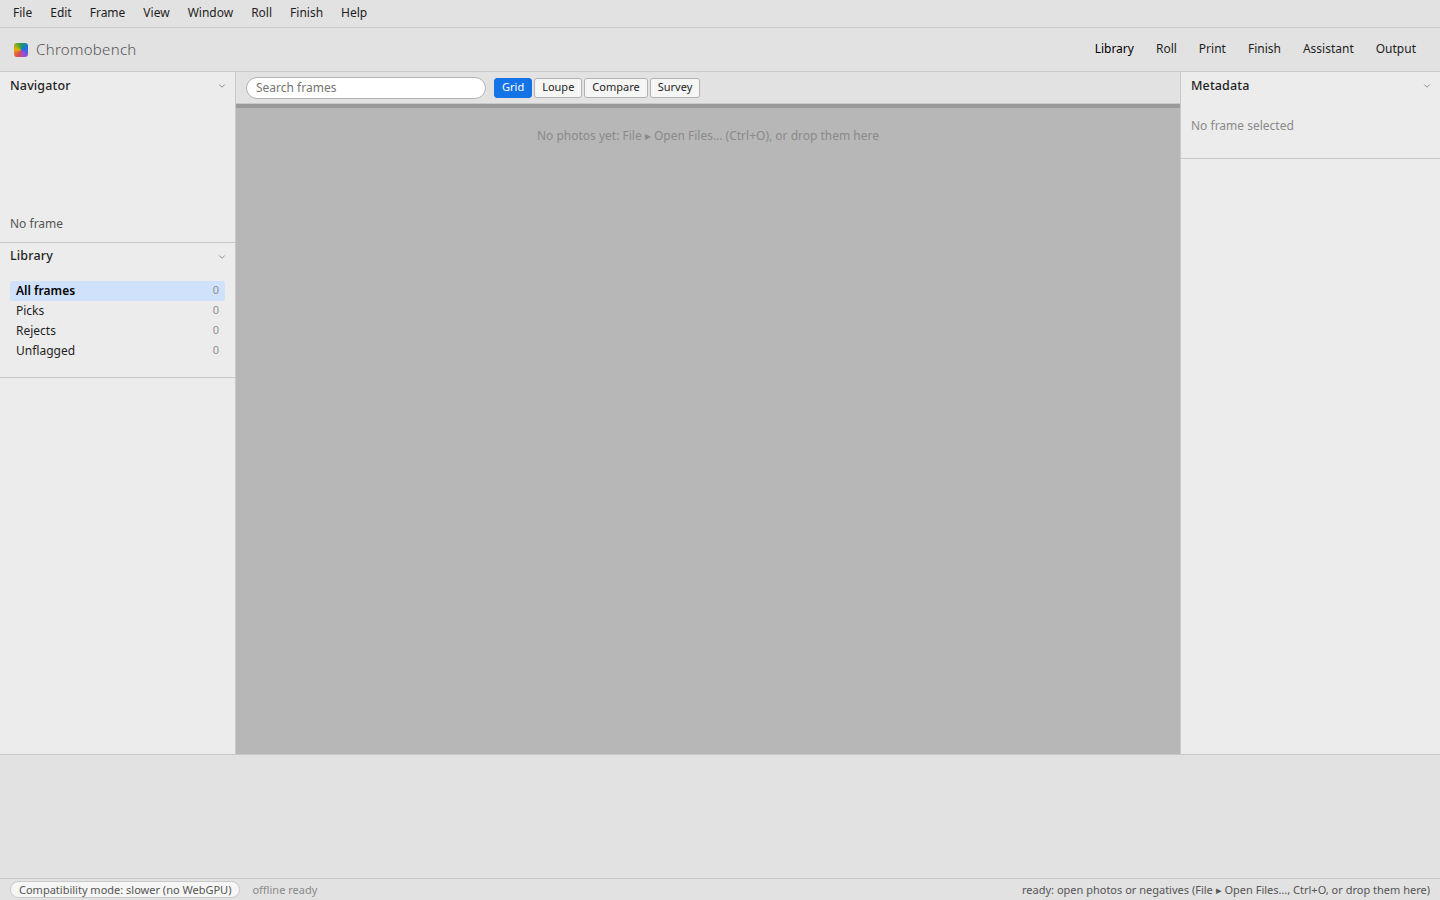 File Edit Frame View Window Roll Finish Help
Chromobench
Library Roll Print Finish Assistant Output
Navigator
Search frames
Grid Loupe Compare Survey
Metadata
No photos yet: File ▸ Open Files... (Ctrl+O), or drop them here
No frame selected
No frame
Library
All frames 0
Picks 0
Rejects 0
Unflagged 0
Compatibility mode: slower (no WebGPU)
offline ready
ready: open photos or negatives (File ▸ Open Files..., Ctrl+O, or drop them here)